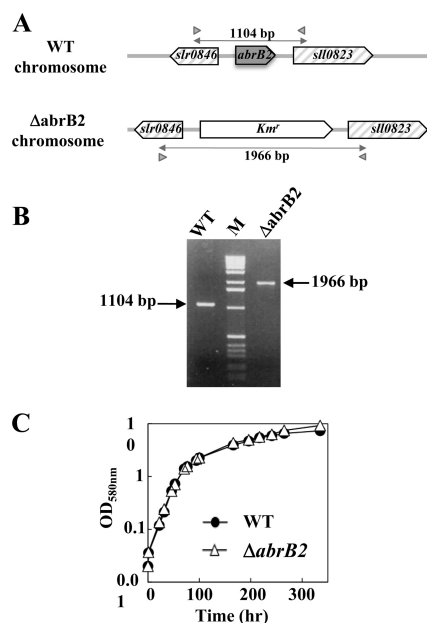 A
WT
chromosome
1104 bp
slr0846
abrB2
sll0823
ΔabrB2
chromosome
slr0846
Kmʳ
sll0823
1966 bp
B
WT
M
ΔabrB2
1104 bp
1966 bp
C
OD580nm
1
0
1
0.1
0.0
1
WT
ΔabrB2
0
100
200
300
Time (hr)